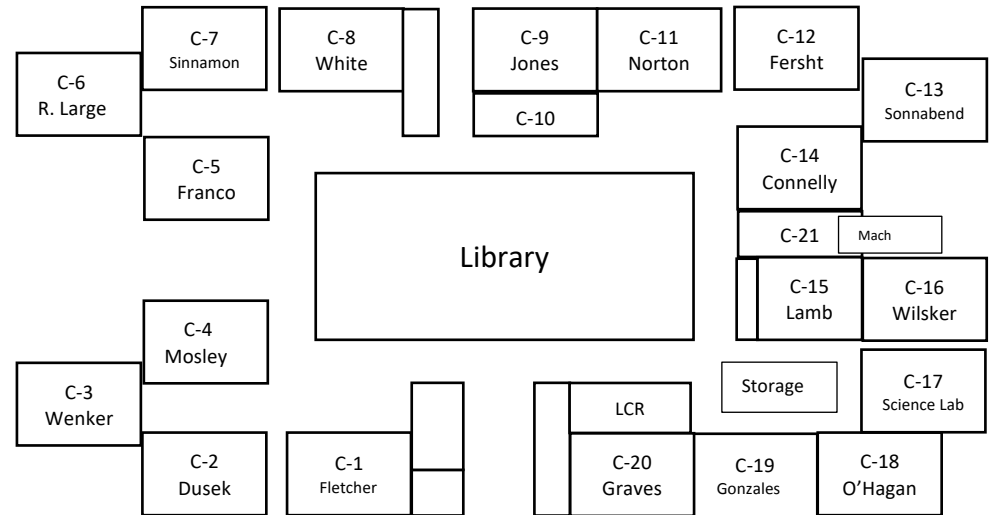 C-7
Sinnamon
C-8
White
C-9
Jones
C-11
Norton
C-12
Fersht
C-6
R. Large
C-13
Sonnabend
C-10
C-5
Franco
C-14
Connelly
Library
C-21
Mach
C-15
Lamb
C-16
Wilsker
C-4
Mosley
C-3
Wenker
Storage
C-17
Science Lab
LCR
C-2
Dusek
C-1
Fletcher
C-20
Graves
C-19
Gonzales
C-18
O’Hagan